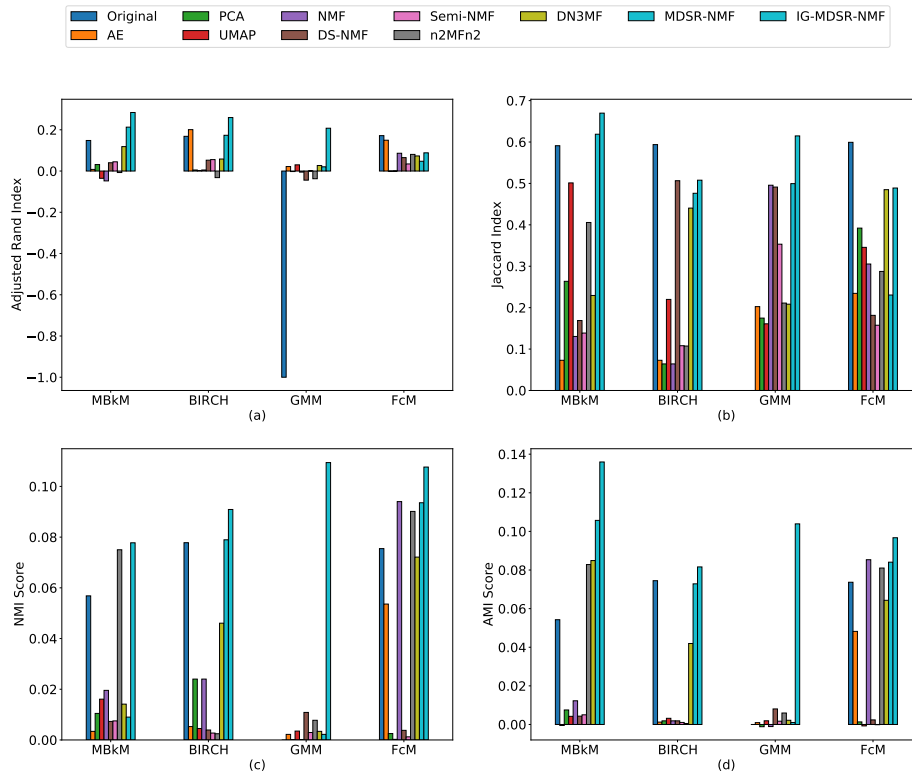 Original PCA NMF Semi-NMF DN3MF MDSR-NMF IG-MDSR-NMF
AE UMAP DS-NMF n2MFn2
Adjusted Rand Index
0.2
0.0
−0.2
−0.4
−0.6
−0.8
−1.0
MBkM BIRCH GMM FcM
(a)
Jaccard Index
0.7
0.6
0.5
0.4
0.3
0.2
0.1
0.0
MBkM BIRCH GMM FcM
(b)
NMI Score
0.10
0.08
0.06
0.04
0.02
0.00
MBkM BIRCH GMM FcM
(c)
AMI Score
0.14
0.12
0.10
0.08
0.06
0.04
0.02
0.00
MBkM BIRCH GMM FcM
(d)